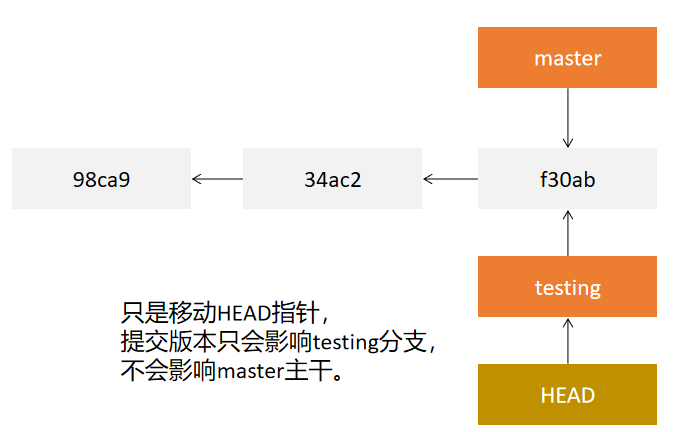 master
98ca9
34ac2
f30ab
testing
只是移动HEAD指针，
提交版本只会影响testing分支，
不会影响master主干。
HEAD